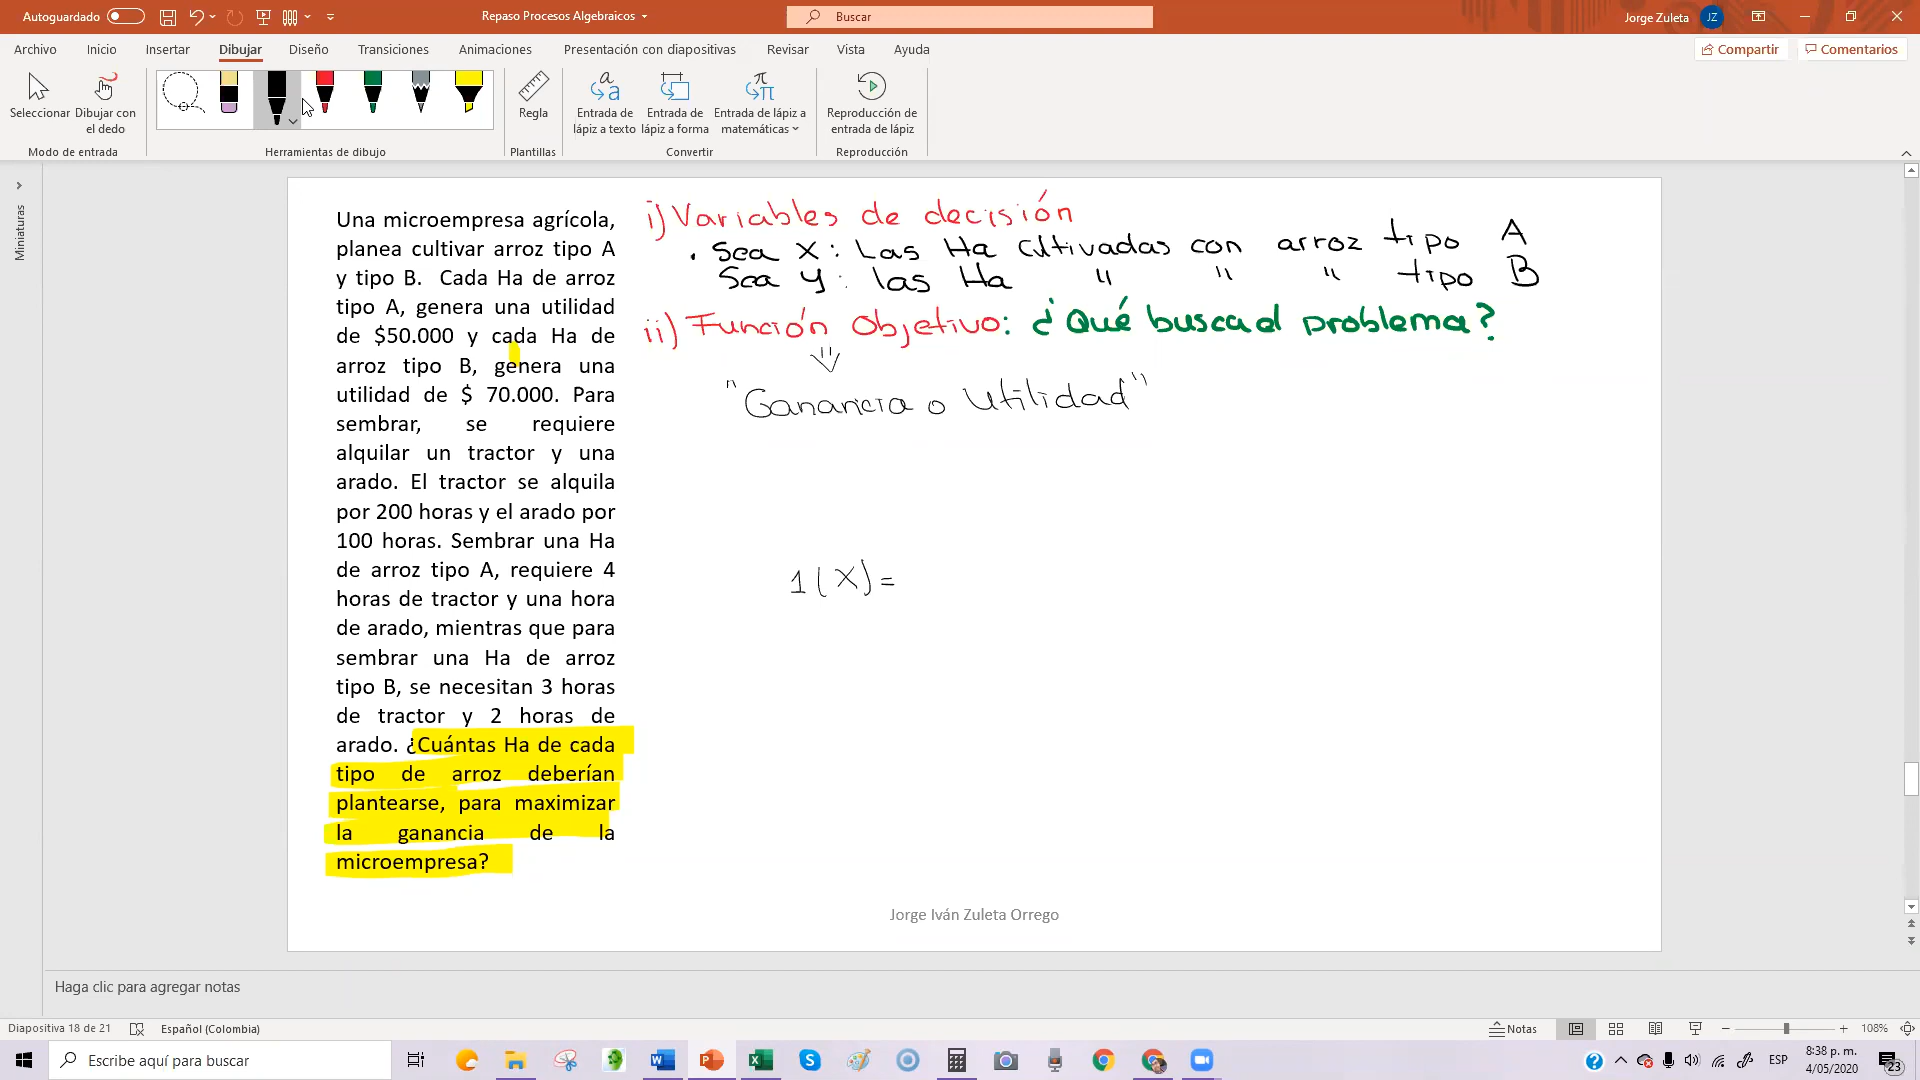 Autoguardado
Repaso Procesos Algebraicos
Buscar
Jorge Zuleta
JZ
Archivo
Inicio
Insertar
Dibujar
Diseño
Transiciones
Animaciones
Presentación con diapositivas
Revisar
Vista
Ayuda
Compartir
Comentarios
Seleccionar
Dibujar con
el dedo
Regla
Entrada de
lápiz a texto
Entrada de
lápiz a forma
Entrada de lápiz a
matemáticas
Reproducción de
entrada de lápiz
Modo de entrada
Herramientas de dibujo
Plantillas
Convertir
Reproducción
Miniaturas
Una microempresa agrícola,
planea cultivar arroz tipo A
y tipo B. Cada Ha de arroz
tipo A, genera una utilidad
de $50.000 y cada Ha de
arroz tipo B, genera una
utilidad de $ 70.000. Para
sembrar, se requiere
alquilar un tractor y una
arado. El tractor se alquila
por 200 horas y el arado por
100 horas. Sembrar una Ha
de arroz tipo A, requiere 4
horas de tractor y una hora
de arado, mientras que para
sembrar una Ha de arroz
tipo B, se necesitan 3 horas
de tractor y 2 horas de
arado. ¿Cuántas Ha de cada
tipo de arroz deberían
plantearse, para maximizar
la ganancia de la
microempresa?
i) Variables de decisión
. Sea X: Las Ha cultivadas con arroz tipo A
Sea Y: las Ha " " " tipo B
ii) Función Objetivo: ¿Qué busca el problema?
"Ganancia o Utilidad"
1(X)=
Jorge Iván Zuleta Orrego
Haga clic para agregar notas
Diapositiva 18 de 21
Español (Colombia)
Notas
108%
Escribe aquí para buscar
ESP
8:38 p. m.
4/05/2020
23